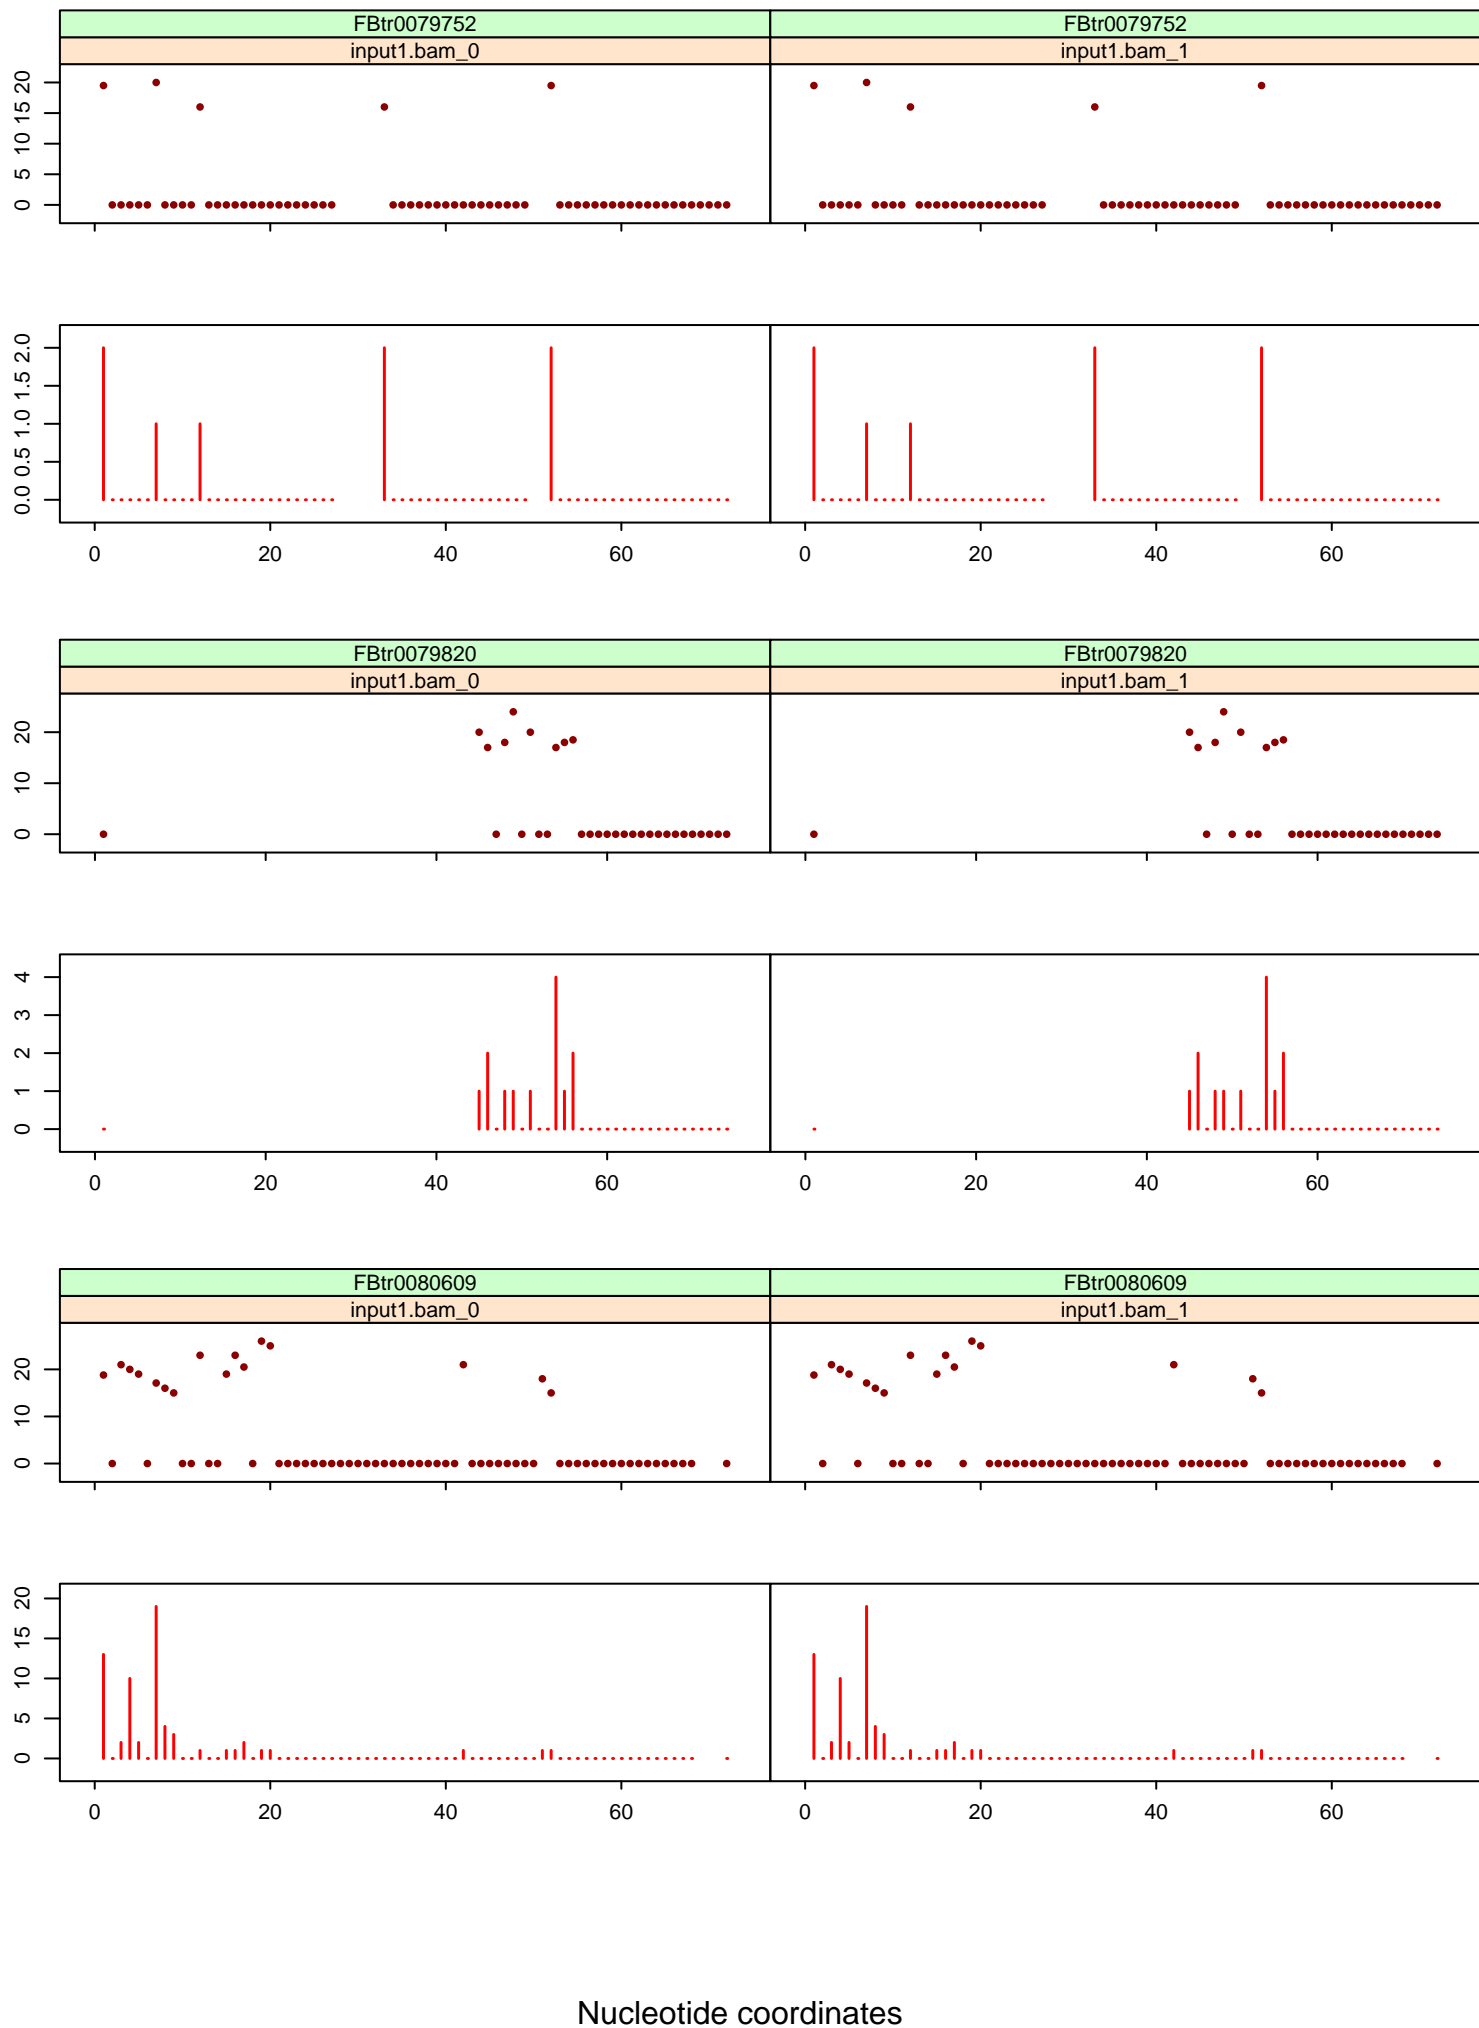 FBtr0079752 FBtr0079752
input1.bam_0 input1.bam_1
20
15
10
5
0
2.0
1.5
1.0
0.5
0.0
0 20 40 60 0 20 40 60
FBtr0079820 FBtr0079820
input1.bam_0 input1.bam_1
20
10
0
4
3
2
1
0
0 20 40 60 0 20 40 60
FBtr0080609 FBtr0080609
input1.bam_0 input1.bam_1
20
10
0
20
15
10
5
0
0 20 40 60 0 20 40 60
Nucleotide coordinates